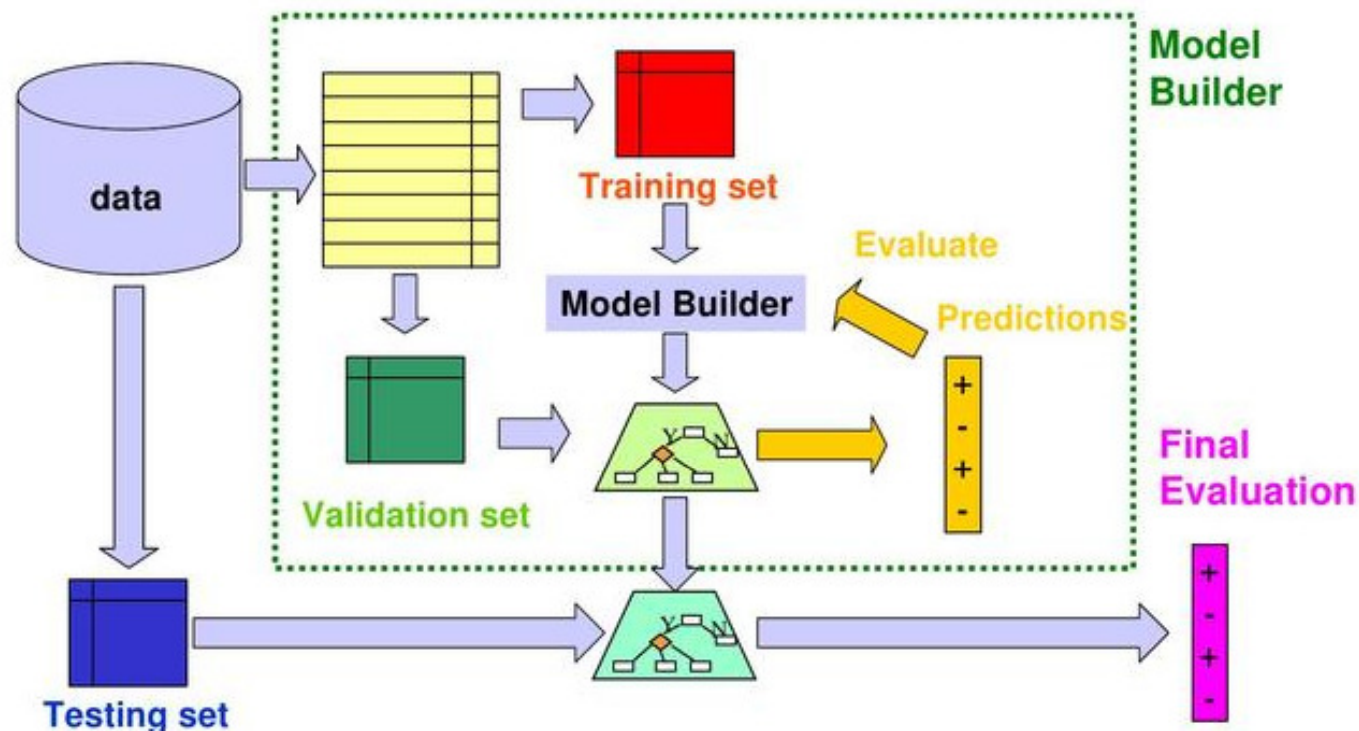 Model
Builder
data
Training set
Evaluate
Model Builder
Predictions
+
-
+
-
Y
N
Validation set
Final
Evaluation
+
-
+
-
Y
N
Testing set